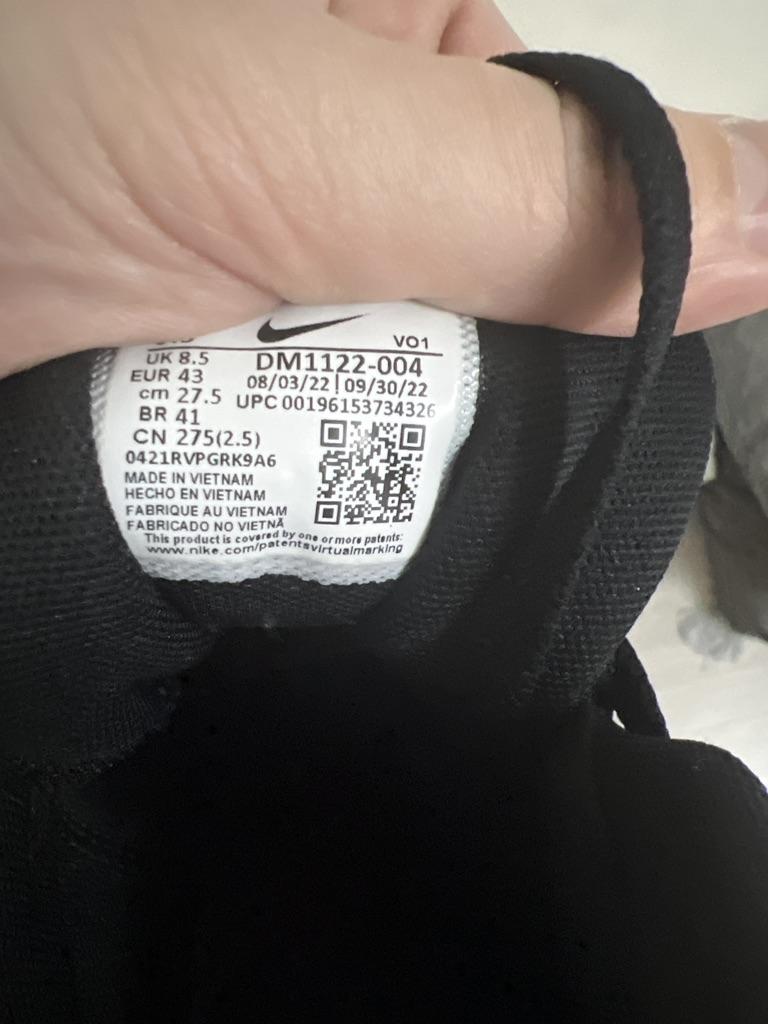 VO1
UK 8.5
EUR 43
cm 27.5
BR 41
CN 275(2.5)
DM1122-004
08/03/22 | 09/30/22
UPC 00196153734326
0421RVPGRK9A6
MADE IN VIETNAM
HECHO EN VIETNAM
FABRIQUE AU VIETNAM
FABRICADO NO VIETNÃ
This product is covered by one or more patents:
www.nike.com/patentsvirtualmarking